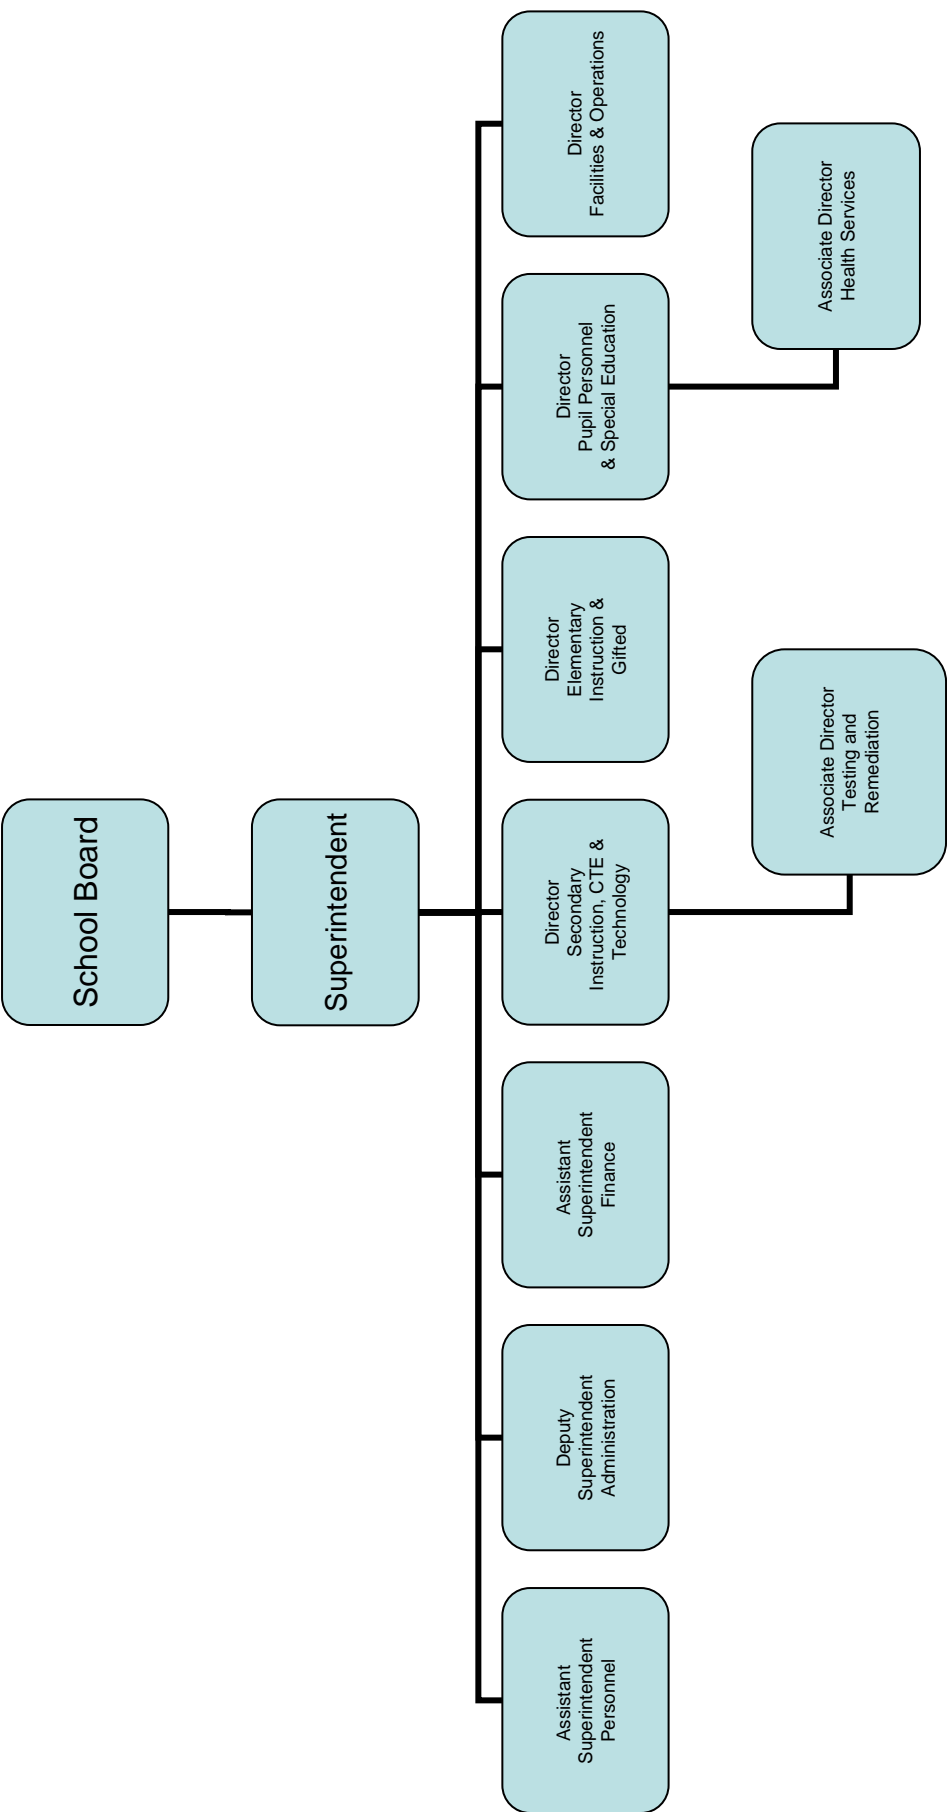 School Board
Superintendent
Assistant
Superintendent
Personnel
Deputy
Superintendent
Administration
Assistant
Superintendent
Finance
Director
Secondary
Instruction, CTE &
Technology
Director
Elementary
Instruction &
Gifted
Director
Pupil Personnel
& Special Education
Director
Facilities & Operations
Associate Director
Testing and
Remediation
Associate Director
Health Services